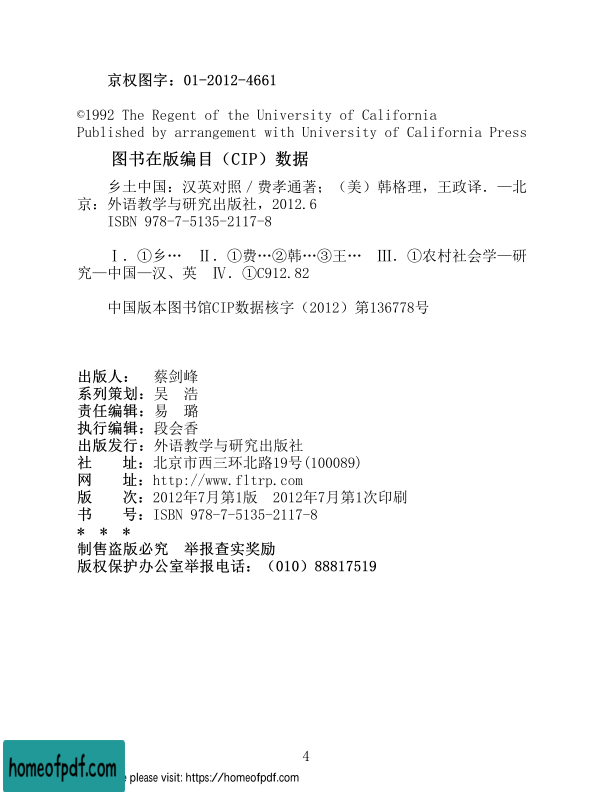 京权图字：01-2012-4661
©1992 The Regent of the University of California
Published by arrangement with University of California Press
图书在版编目（CIP）数据
乡土中国：汉英对照／费孝通著；（美）韩格理，王政译．—北
京：外语教学与研究出版社，2012.6
ISBN 978-7-5135-2117-8
Ⅰ．①乡… Ⅱ．①费…②韩…③王… Ⅲ．①农村社会学—研
究—中国—汉、英 Ⅳ．①C912.82
中国版本图书馆CIP数据核字（2012）第136778号
出版人： 蔡剑峰
系列策划：吴 浩
责任编辑：易 璐
执行编辑：段会香
出版发行：外语教学与研究出版社
社 址：北京市西三环北路19号(100089)
网 址：http://www.fltrp.com
版 次：2012年7月第1版 2012年7月第1次印刷
书 号：ISBN 978-7-5135-2117-8
* * *
制售盗版必究 举报查实奖励
版权保护办公室举报电话：（010）88817519
4
homeofpdf.com
please visit: https://homeofpdf.com